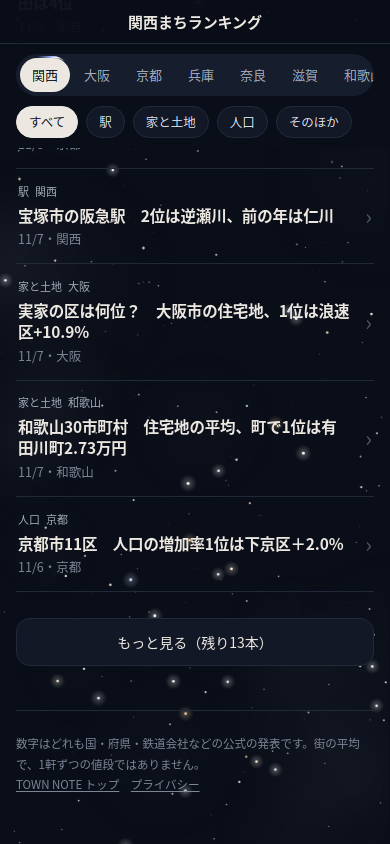 関西まちランキング
関西 大阪 京都 兵庫 奈良 滋賀
すべて 駅 家と土地 人口 そのほか
駅 関西
宝塚市の阪急駅　2位は逆瀬川、前の年は仁川
11/7・関西
家と土地 大阪
実家の区は何位？　大阪市の住宅地、1位は浪速
区+10.9%
11/7・大阪
家と土地 和歌山
和歌山30市町村　住宅地の平均、町で1位は有
田川町2.73万円
11/7・和歌山
人口 京都
京都市11区　人口の増加率1位は下京区＋2.0%
11/6・京都
もっと見る（残り13本）
数字はどれも国・府県・鉄道会社などの公式の発表です。街の平均
で、1軒ずつの値段ではありません。
TOWN NOTE トップ プライバシー